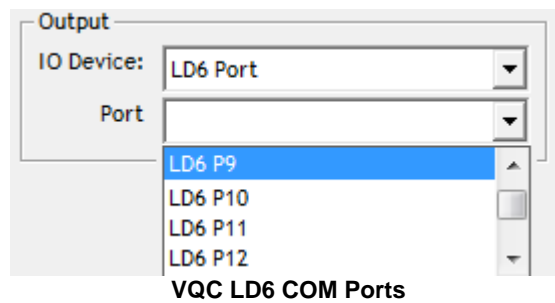 Output
IO Device: LD6 Port
Port
LD6 P9
LD6 P10
LD6 P11
LD6 P12
VQC LD6 COM Ports